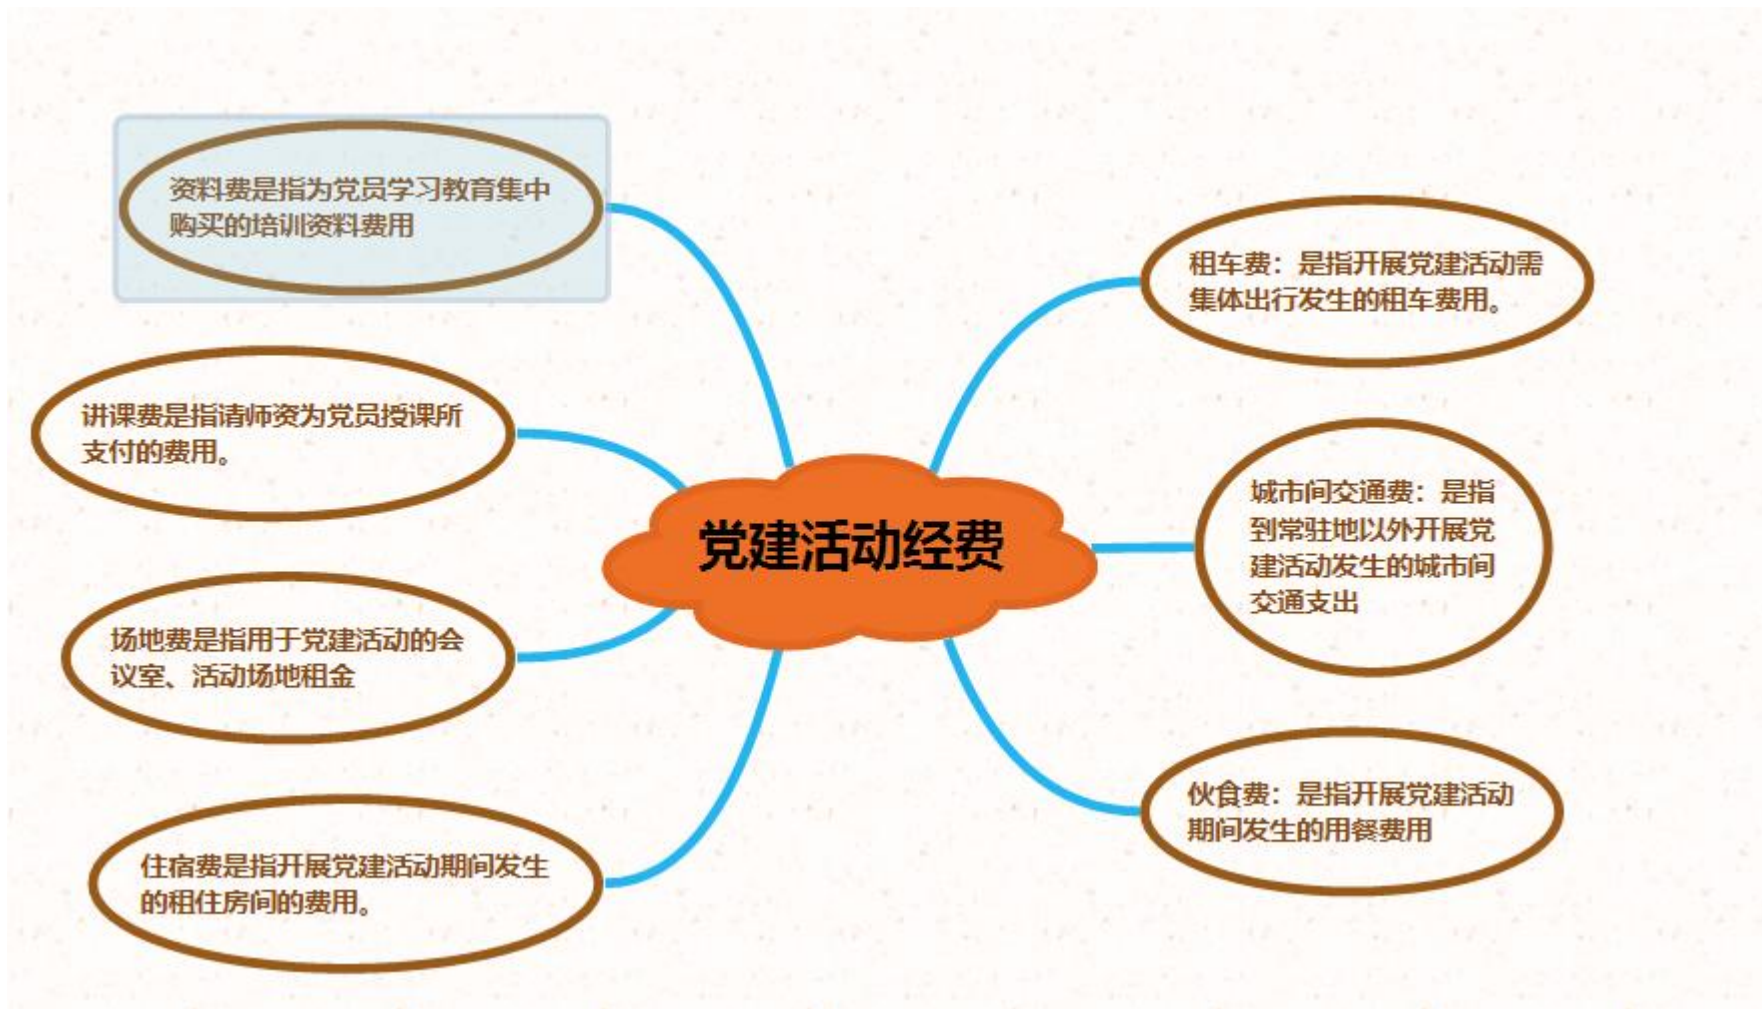 资料费是指为党员学习教育集中
购买的培训资料费用
讲课费是指请师资为党员授课所
支付的费用。
场地费是指用于党建活动的会
议室、活动场地租金
住宿费是指开展党建活动期间发生
的租住房间的费用。
党建活动经费
租车费：是指开展党建活动需
集体出行发生的租车费用。
城市间交通费：是指
到常驻地以外开展党
建活动发生的城市间
交通支出
伙食费：是指开展党建活动
期间发生的用餐费用